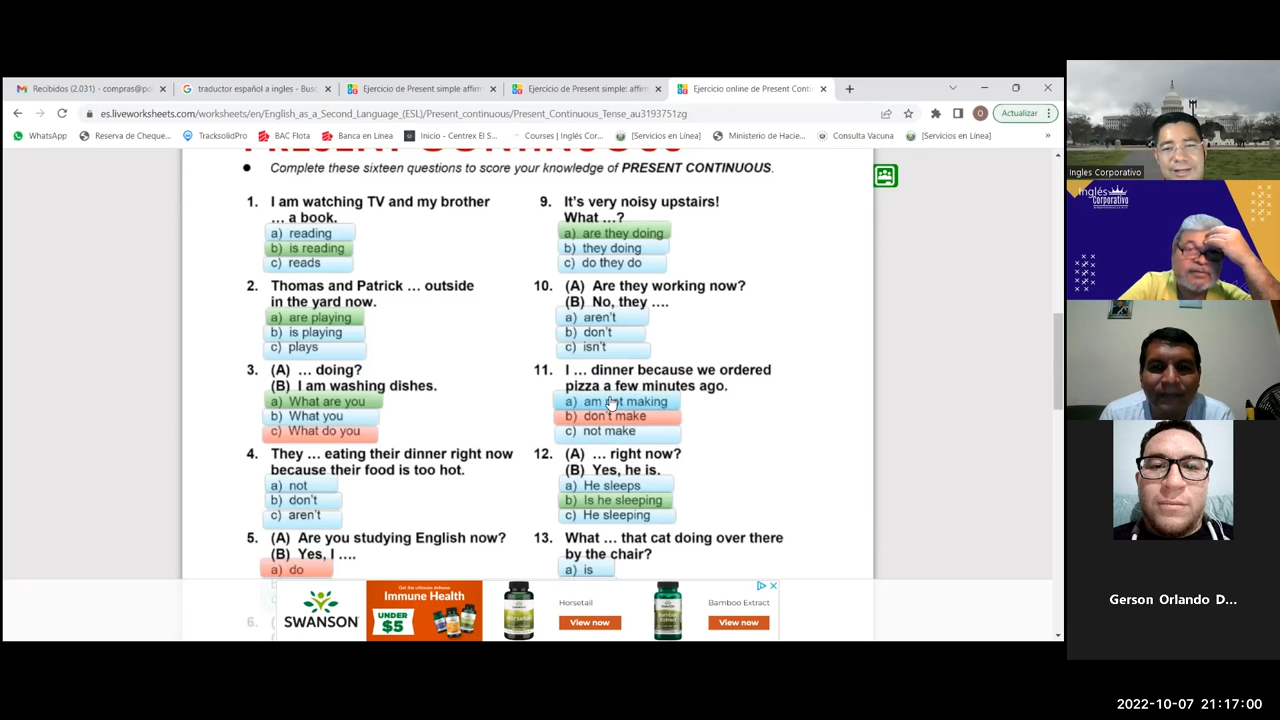 Recibidos (2.031) - compras@po
traductor español a ingles - Bus
Ejercicio de Present simple affirm
Ejercicio de Present simple: affirm
Ejercicio online de Present Conti
es.liveworksheets.com/worksheets/en/English_as_a_Second_Language_(ESL)/Present_continuous/Present_Continuous_Tense_au3193751zg
Actualizar
WhatsApp
Reserva de Cheque...
TracksolidPro
BAC Flota
Banca en Linea
Inicio - Centrex El S...
Courses | Inglés Cor...
[Servicios en Línea]
Ministerio de Hacie...
Consulta Vacuna
[Servicios en Línea]
Complete these sixteen questions to score your knowledge of PRESENT CONTINUOUS.
1. I am watching TV and my brother
… a book.
a) reading
b) is reading
c) reads
2. Thomas and Patrick … outside
in the yard now.
a) are playing
b) is playing
c) plays
3. (A) … doing?
(B) I am washing dishes.
a) What are you
b) What you
c) What do you
4. They … eating their dinner right now
because their food is too hot.
a) not
b) don't
c) aren't
5. (A) Are you studying English now?
(B) Yes, I ….
a) do
6.
9. It's very noisy upstairs!
What …?
a) are they doing
b) they doing
c) do they do
10. (A) Are they working now?
(B) No, they ….
a) aren't
b) don't
c) isn't
11. I … dinner because we ordered
pizza a few minutes ago.
a) am not making
b) don't make
c) not make
12. (A) … right now?
(B) Yes, he is.
a) He sleeps
b) Is he sleeping
c) He sleeping
13. What … that cat doing over there
by the chair?
a) is
SWANSON
Immune Health
UNDER
$5
Horsetail
View now
Bamboo Extract
View now
Ingles Corporativo
Inglés
Corporativo
Gerson Orlando D...
2022-10-07 21:17:00